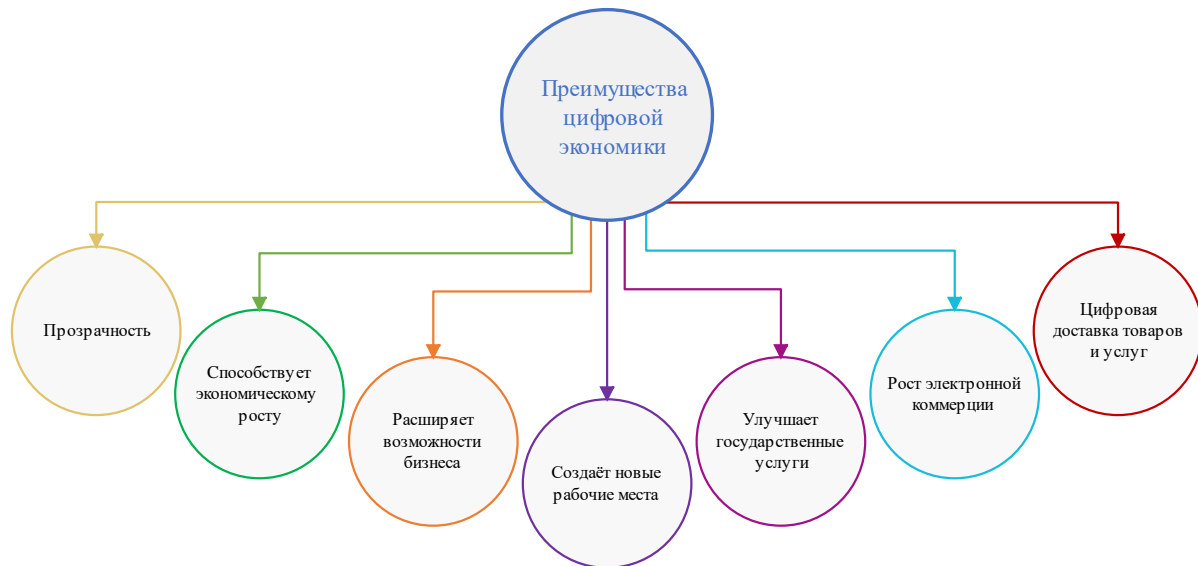 Преимущества
цифровой
экономики
Прозрачность
Способствует
экономическому
росту
Расширяет
возможности
бизнеса
Создаёт новые
рабочие места
Улучшает
государственные
услуги
Рост электронной
коммерции
Цифровая
доставка товаров
и услуг